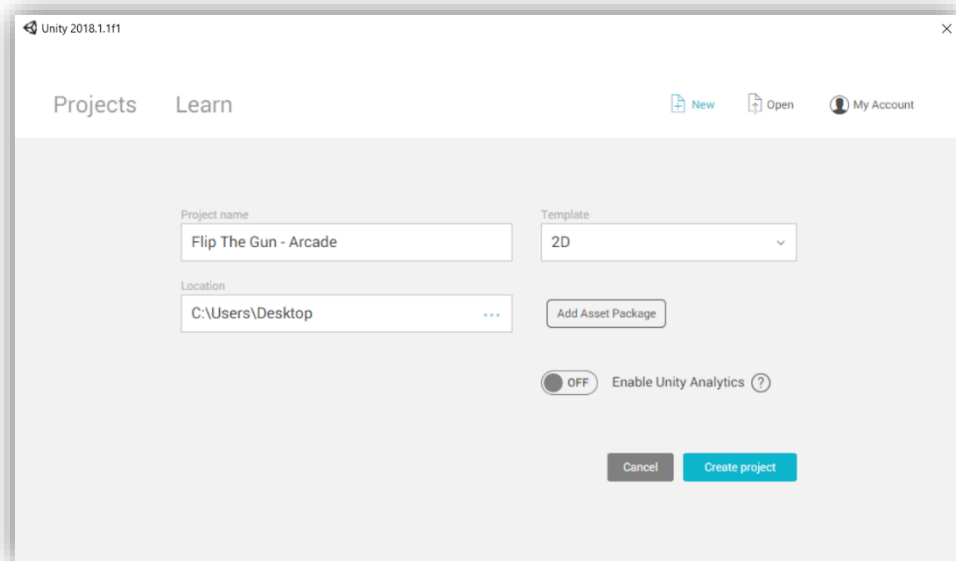 Unity 2018.1.1f1
Projects Learn New Open My Account
Project name Template
Flip The Gun - Arcade 2D
Location
C:\Users\Desktop ... Add Asset Package
OFF Enable Unity Analytics ?
Cancel Create project